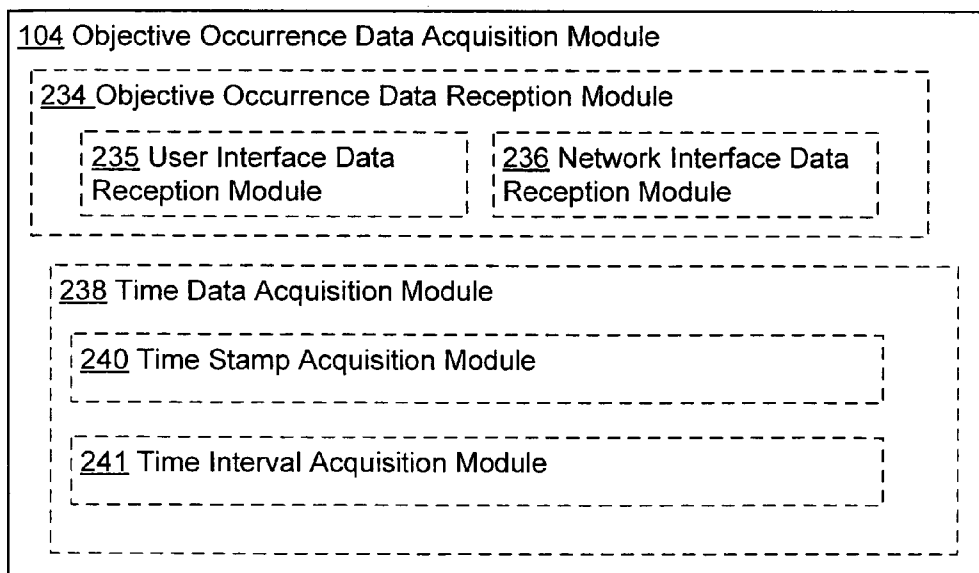 104 Objective Occurrence Data Acquisition Module
234 Objective Occurrence Data Reception Module
235 User Interface Data
Reception Module
236 Network Interface Data
Reception Module
238 Time Data Acquisition Module
240 Time Stamp Acquisition Module
241 Time Interval Acquisition Module